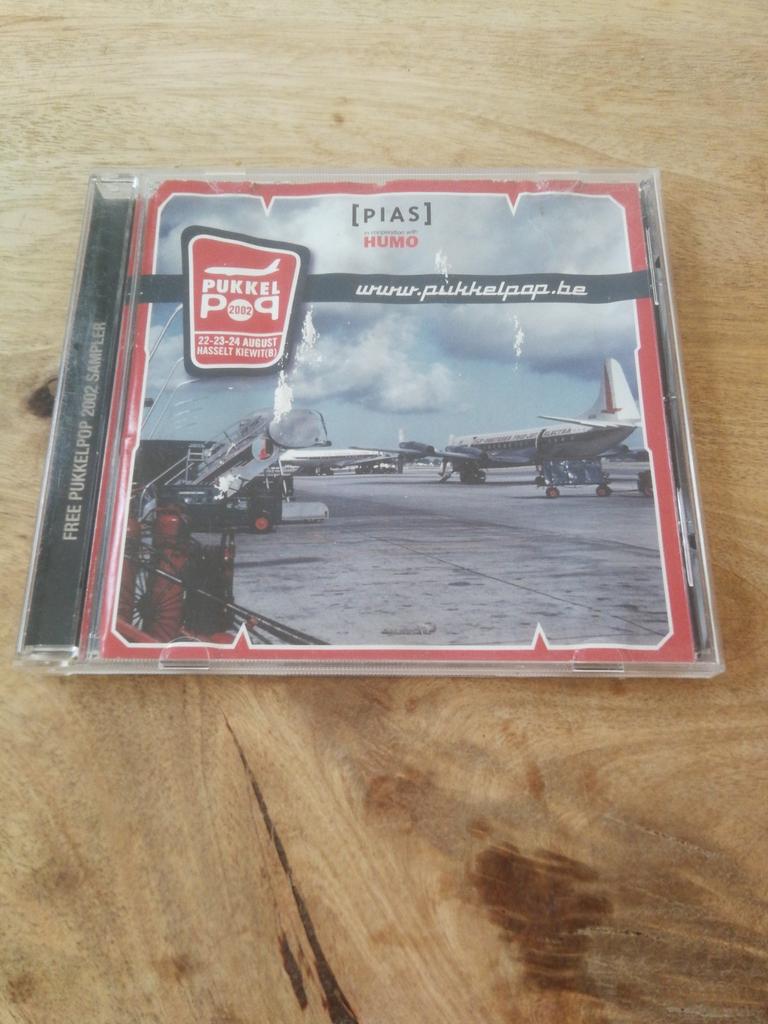 [PIAS]
in cooperation with
HUMO
PUKKEL
PoP
2002
22-23-24 AUGUST
HASSELT KIEWIT(B)
www.pukkelpop.be
ELECTRA
FREE PUKKELPOP 2002 SAMPLER